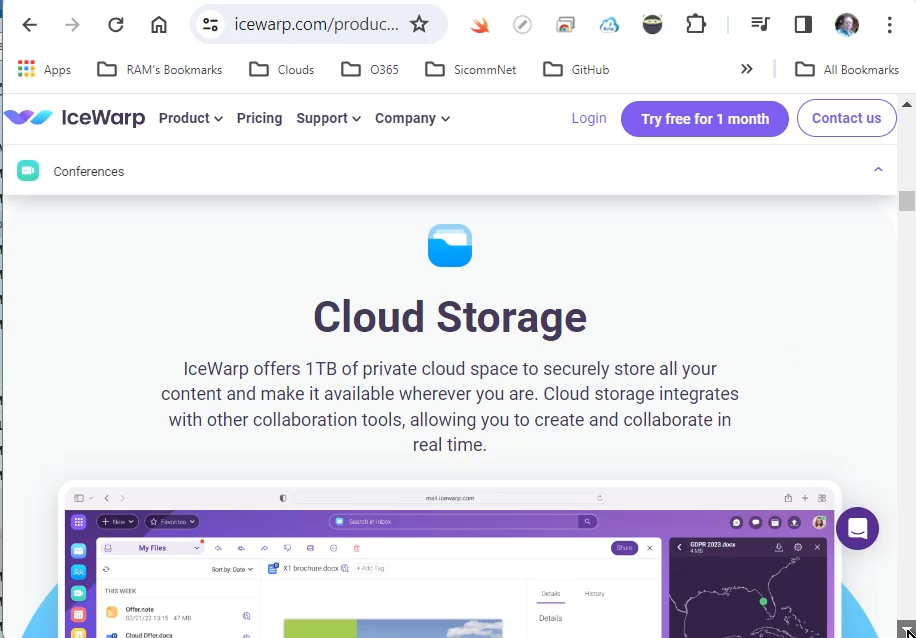 icewarp.com/produc...
Apps RAM's Bookmarks Clouds O365 SicommNet GitHub » All Bookmarks
IceWarp Product Pricing Support Company Login Try free for 1 month Contact us
Conferences
Cloud Storage
IceWarp offers 1TB of private cloud space to securely store all your
content and make it available wherever you are. Cloud storage integrates
with other collaboration tools, allowing you to create and collaborate in
real time.
mail.icewarp.com
+ New Favorites Search in Inbox
My Files Share GDPR 2023.docx
4 MB
Sort by: Date X1 brochure.docx + Add Tag
THIS WEEK Details History
Offer.note
03/21/22 13:15 47 MB Details
Cloud Offer.docx